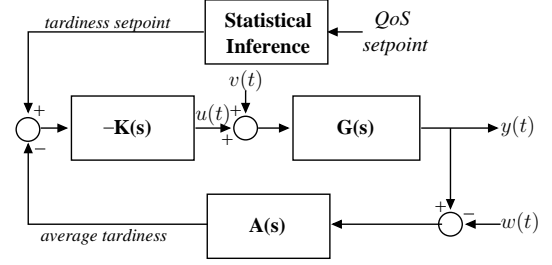 tardiness setpoint
Statistical
Inference
QoS
setpoint
v(t)
+
–K(s)
u(t)
+
+
G(s)
y(t)
−
+
−
w(t)
A(s)
average tardiness